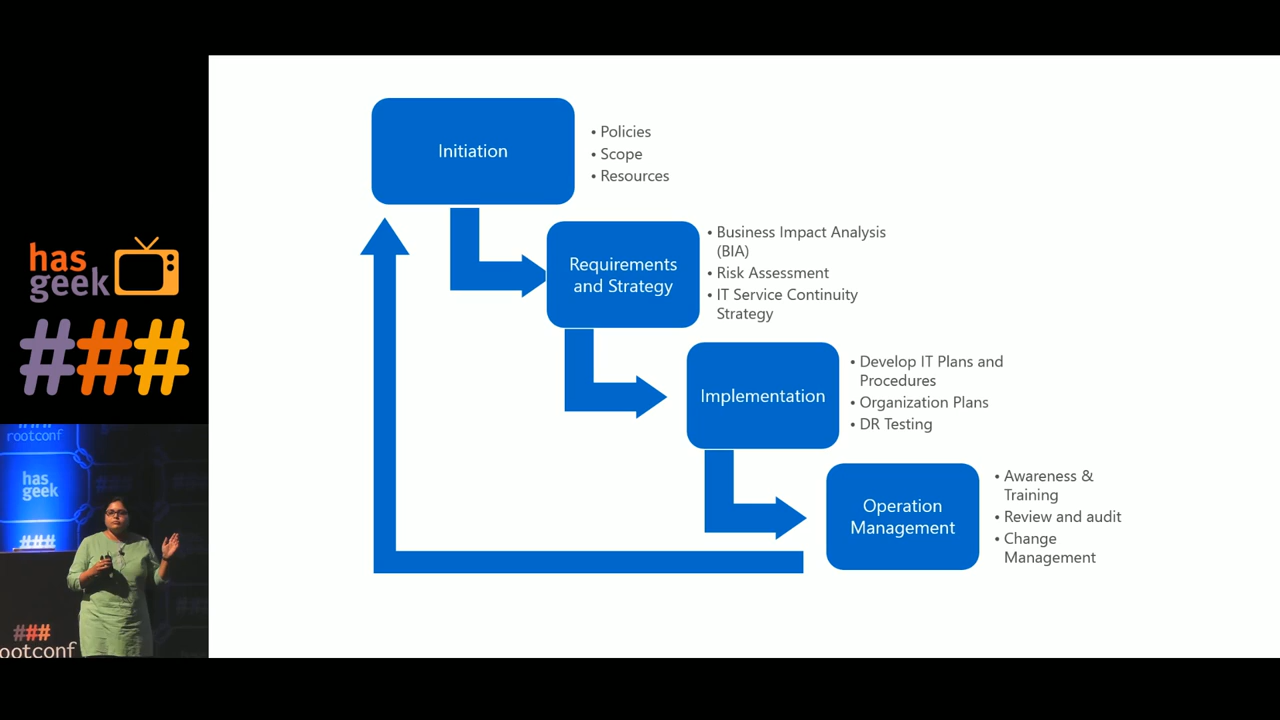 Initiation
• Policies
• Scope
• Resources
Requirements
and Strategy
• Business Impact Analysis
(BIA)
• Risk Assessment
• IT Service Continuity
Strategy
Implementation
• Develop IT Plans and
Procedures
• Organization Plans
• DR Testing
Operation
Management
• Awareness &
Training
• Review and audit
• Change
Management
has
geek
###
###
rootconf
has
geek
###
###
ootconf